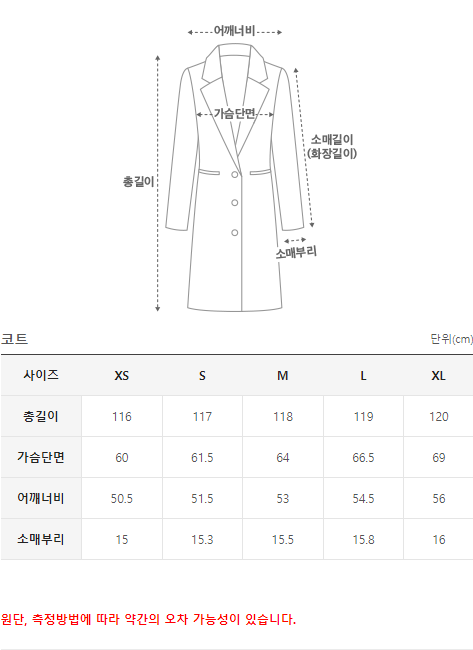 어깨너비
가슴단면
소매길이
(화장길이)
총길이
소매부리
코트 단위(cm)
사이즈 XS S M L XL
총길이 116 117 118 119 120
가슴단면 60 61.5 64 66.5 69
어깨너비 50.5 51.5 53 54.5 56
소매부리 15 15.3 15.5 15.8 16
원단, 측정방법에 따라 약간의 오차 가능성이 있습니다.